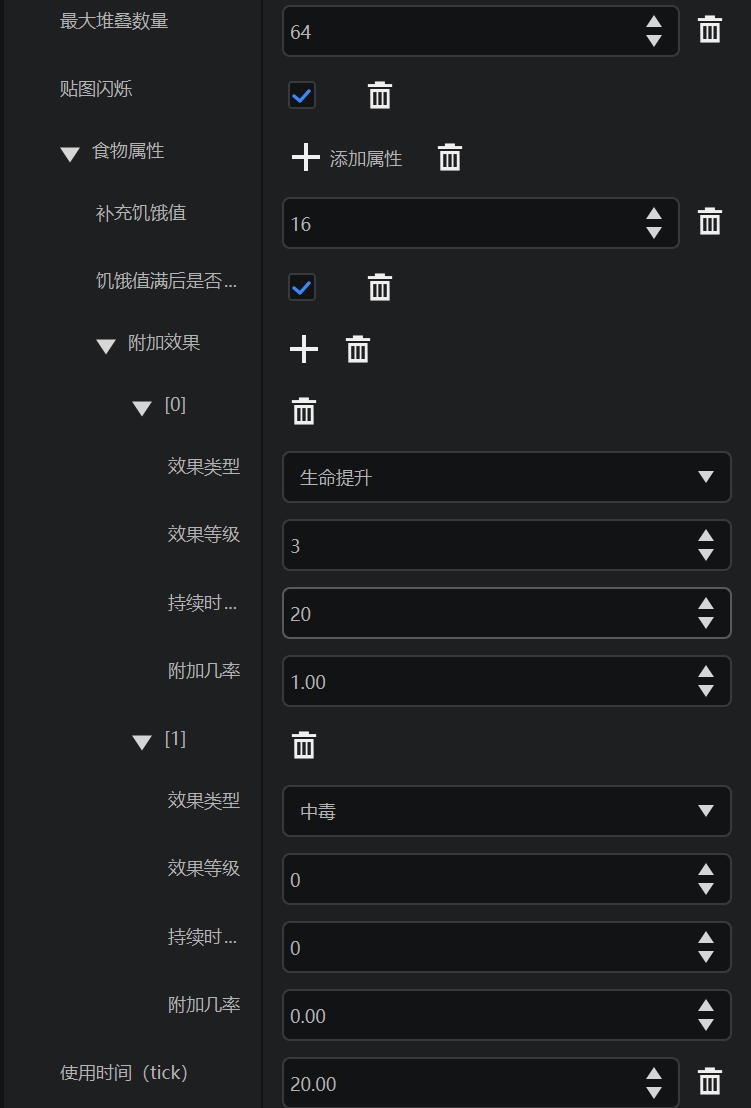 最大堆叠数量
64
贴图闪烁
食物属性
添加属性
补充饥饿值
16
饥饿值满后是否...
附加效果
[0]
效果类型
生命提升
效果等级
3
持续时...
20
附加几率
1.00
[1]
效果类型
中毒
效果等级
0
持续时...
0
附加几率
0.00
使用时间（tick）
20.00